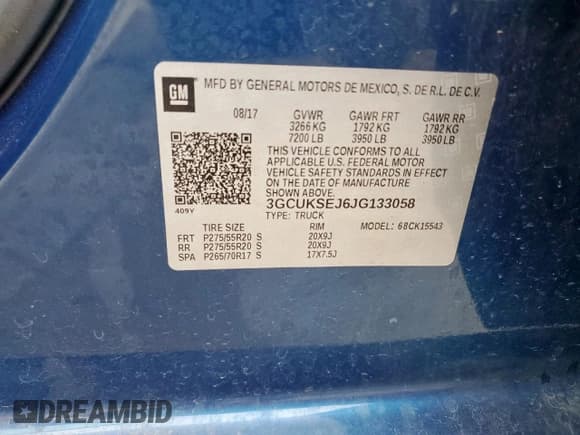 GM
MFD BY GENERAL MOTORS DE MEXICO, S. DE R.L. DE C.V.
08/17 GVWR GAWR FRT GAWR RR
3266 KG 1792 KG 1792 KG
7200 LB 3950 LB 3950 LB
THIS VEHICLE CONFORMS TO ALL
APPLICABLE U.S. FEDERAL MOTOR
VEHICLE SAFETY STANDARDS IN EFFECT
ON THE DATE OF MANUFACTURE
SHOWN ABOVE.
409Y
3GCUKSEJ6JG133058
TYPE: TRUCK MODEL: 68CK15543
TIRE SIZE RIM
FRT P275/55R20 S 20X9J
RR P275/55R20 S 20X9J
SPA P265/70R17 S 17X7.5J
DREAMBID